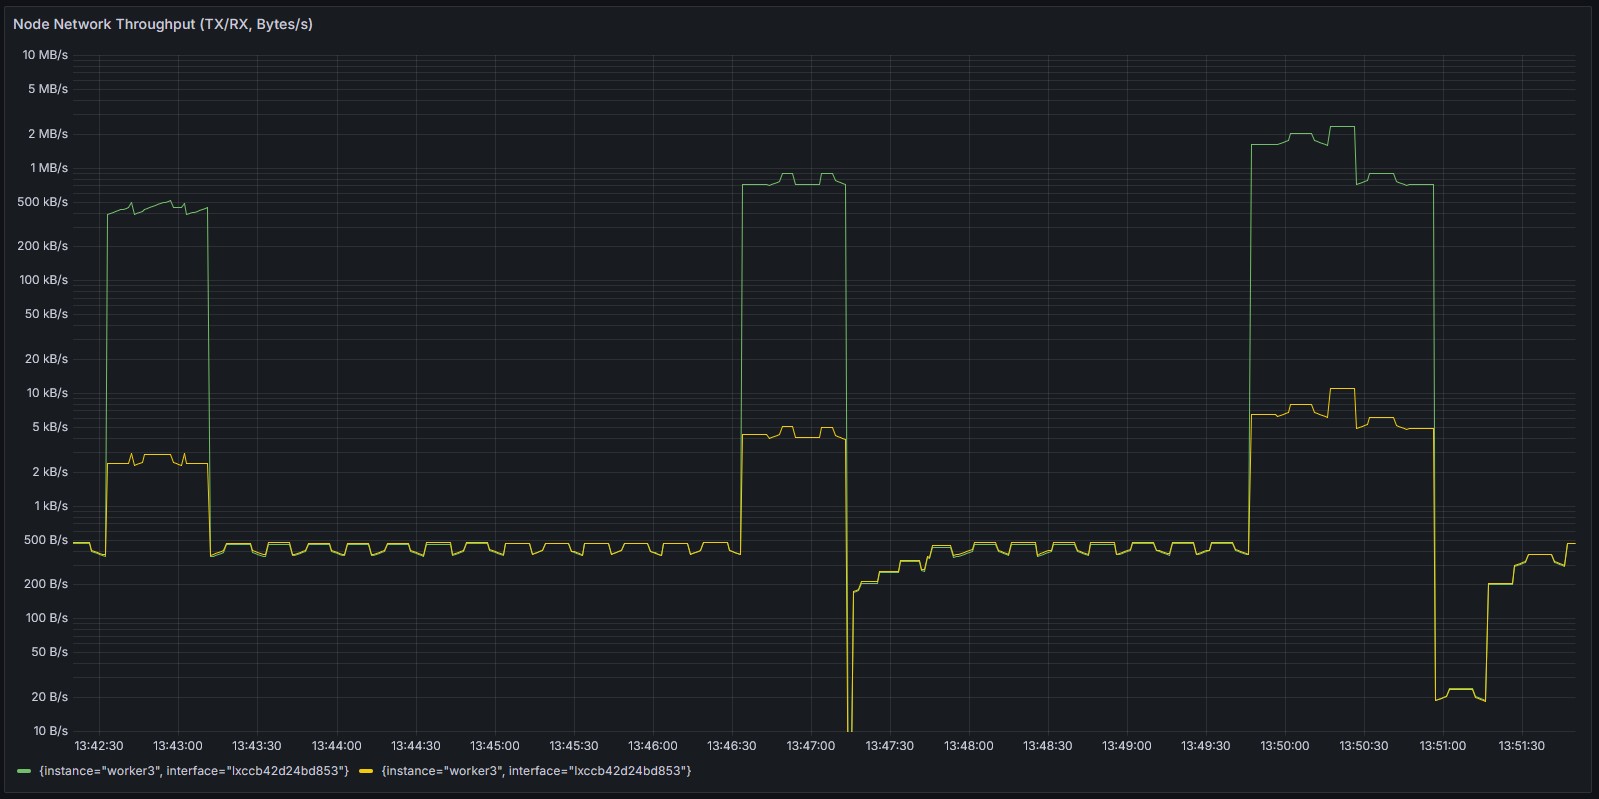 Node Network Throughput (TX/RX, Bytes/s)
10 MB/s
5 MB/s
2 MB/s
1 MB/s
500 kB/s
200 kB/s
100 kB/s
50 kB/s
20 kB/s
10 kB/s
5 kB/s
2 kB/s
1 kB/s
500 B/s
200 B/s
100 B/s
50 B/s
20 B/s
10 B/s
13:42:30 13:43:00 13:43:30 13:44:00 13:44:30 13:45:00 13:45:30 13:46:00 13:46:30 13:47:00 13:47:30 13:48:00 13:48:30 13:49:00 13:49:30 13:50:00 13:50:30 13:51:00 13:51:30
{instance="worker3", interface="lxccb42d24bd853"} {instance="worker3", interface="lxccb42d24bd853"}